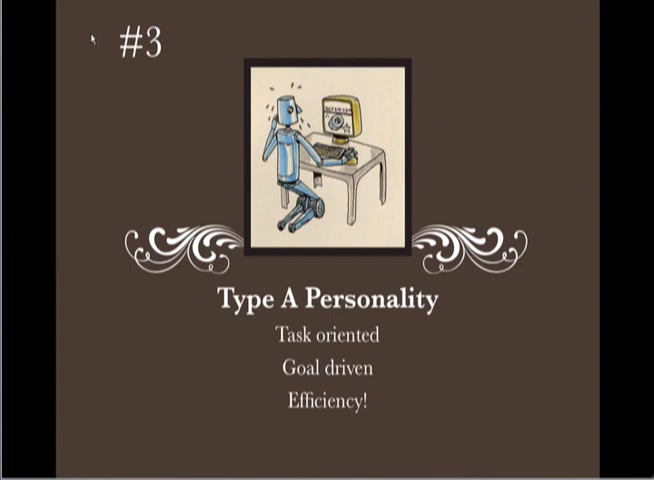 #3
Type A Personality
Task oriented
Goal driven
Efficiency!